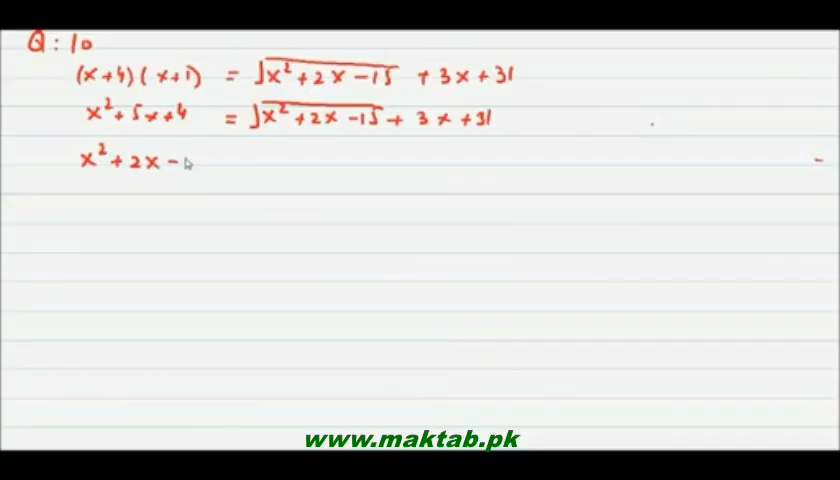 Q : 10
(x+4)(x+1) = √x² + 2x - 15 + 3x + 31
x² + 5x + 4 = √x² + 2x - 15 + 3x + 31
x² + 2x -
www.maktab.pk